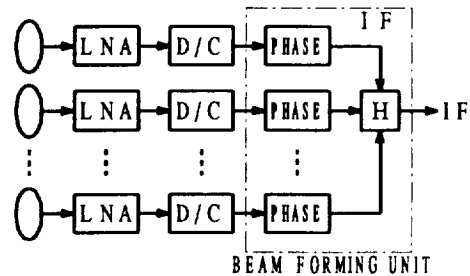 IF
LNA D/C PHASE
LNA D/C PHASE H IF
LNA D/C PHASE
BEAM FORMING UNIT